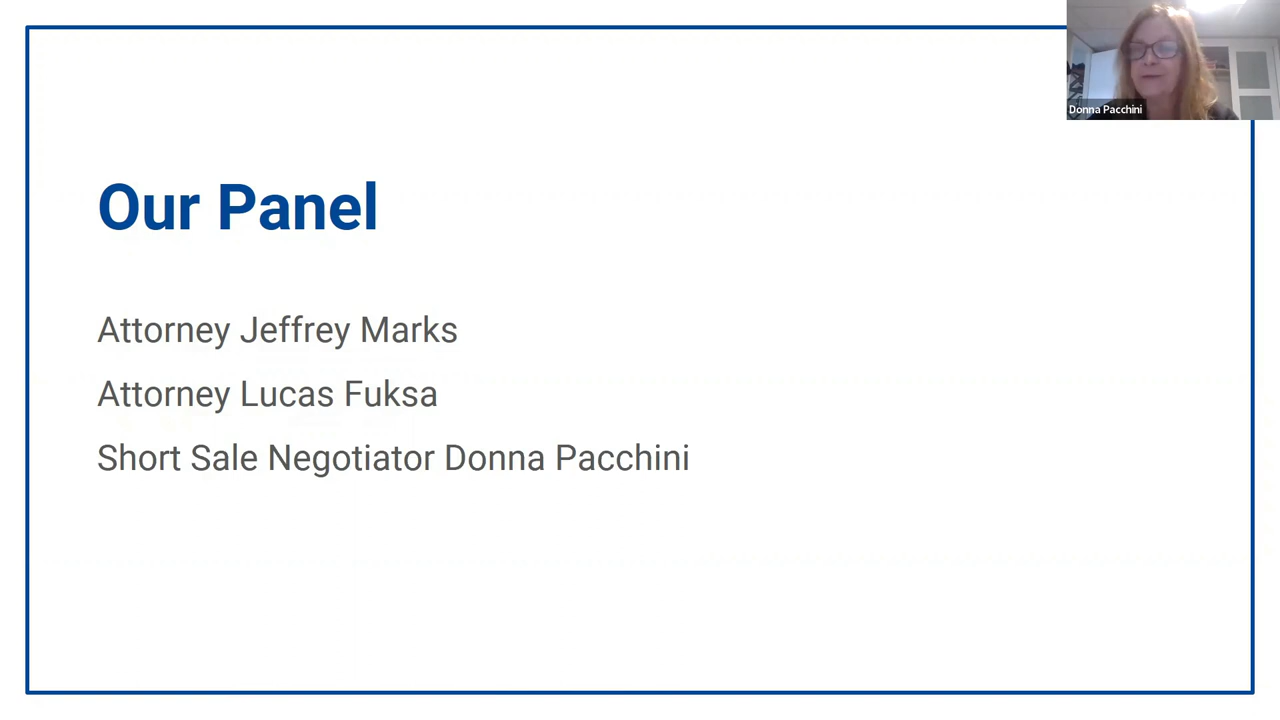 Donna Pacchini
Our Panel
Attorney Jeffrey Marks
Attorney Lucas Fuksa
Short Sale Negotiator Donna Pacchini